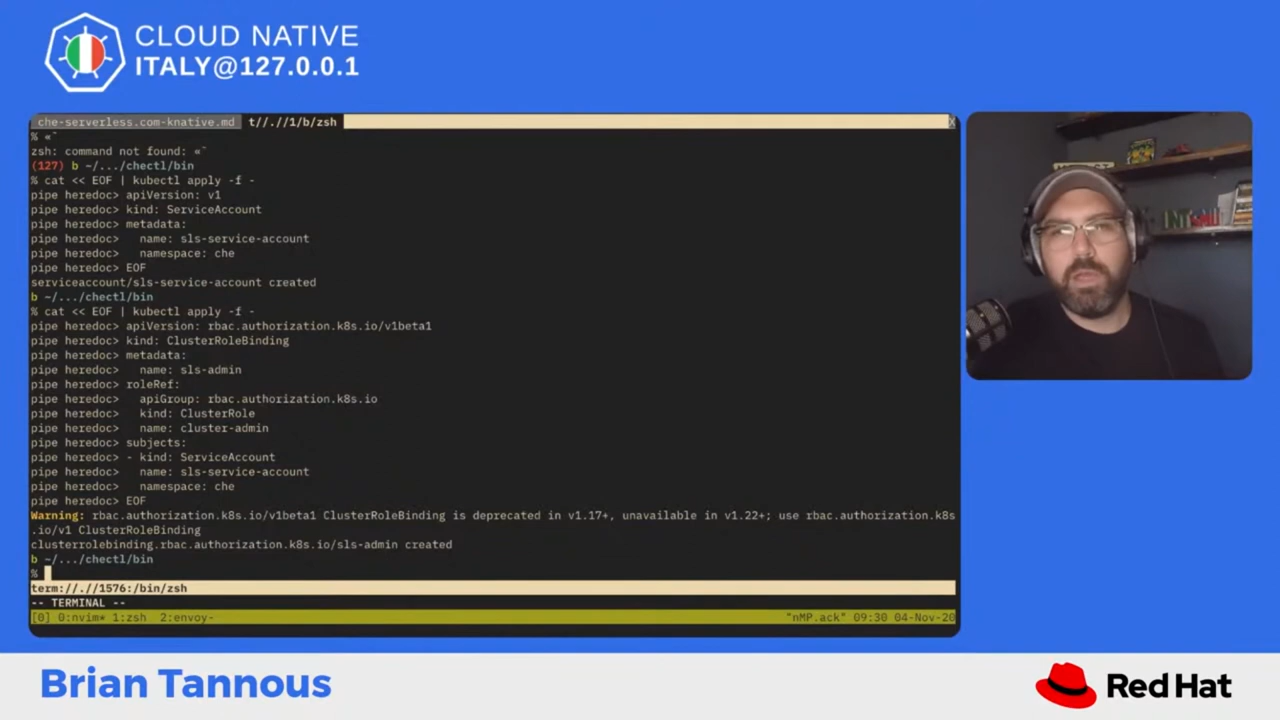 CLOUD NATIVE
ITALY@127.0.0.1
che-serverless.com-knative.md t//.//1/b/zsh X
% «˝
zsh: command not found: «˝
(127) b ~/.../chectl/bin
% cat << EOF | kubectl apply -f -
pipe heredoc> apiVersion: v1
pipe heredoc> kind: ServiceAccount
pipe heredoc> metadata:
pipe heredoc>   name: sls-service-account
pipe heredoc>   namespace: che
pipe heredoc> EOF
serviceaccount/sls-service-account created
b ~/.../chectl/bin
% cat << EOF | kubectl apply -f -
pipe heredoc> apiVersion: rbac.authorization.k8s.io/v1beta1
pipe heredoc> kind: ClusterRoleBinding
pipe heredoc> metadata:
pipe heredoc>   name: sls-admin
pipe heredoc> roleRef:
pipe heredoc>   apiGroup: rbac.authorization.k8s.io
pipe heredoc>   kind: ClusterRole
pipe heredoc>   name: cluster-admin
pipe heredoc> subjects:
pipe heredoc> - kind: ServiceAccount
pipe heredoc>   name: sls-service-account
pipe heredoc>   namespace: che
pipe heredoc> EOF
Warning: rbac.authorization.k8s.io/v1beta1 ClusterRoleBinding is deprecated in v1.17+, unavailable in v1.22+; use rbac.authorization.k8s
.io/v1 ClusterRoleBinding
clusterrolebinding.rbac.authorization.k8s.io/sls-admin created
b ~/.../chectl/bin
%
term://.//1576:/bin/zsh
-- TERMINAL --
[0] 0:nvim* 1:zsh 2:envoy- "nMP.ack" 09:30 04-Nov-20
Brian Tannous
Red Hat